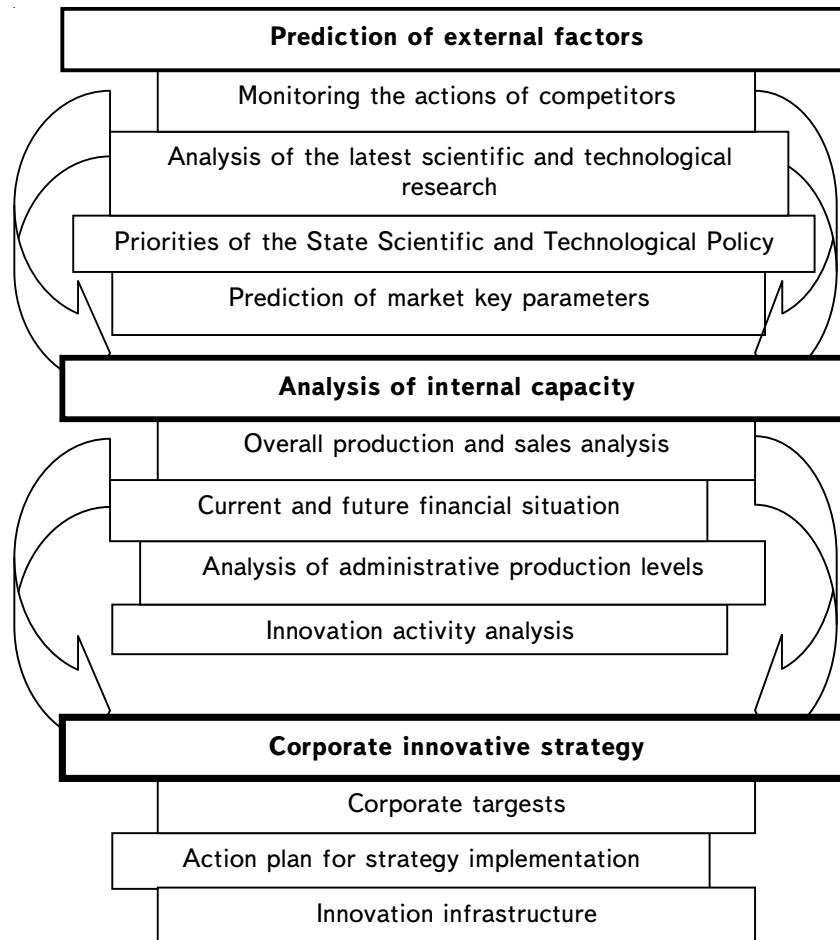 Prediction of external factors
Monitoring the actions of competitors
Analysis of the latest scientific and technological
research
Priorities of the State Scientific and Technological Policy
Prediction of market key parameters
Analysis of internal capacity
Overall production and sales analysis
Current and future financial situation
Analysis of administrative production levels
Innovation activity analysis
Corporate innovative strategy
Corporate targests
Action plan for strategy implementation
Innovation infrastructure